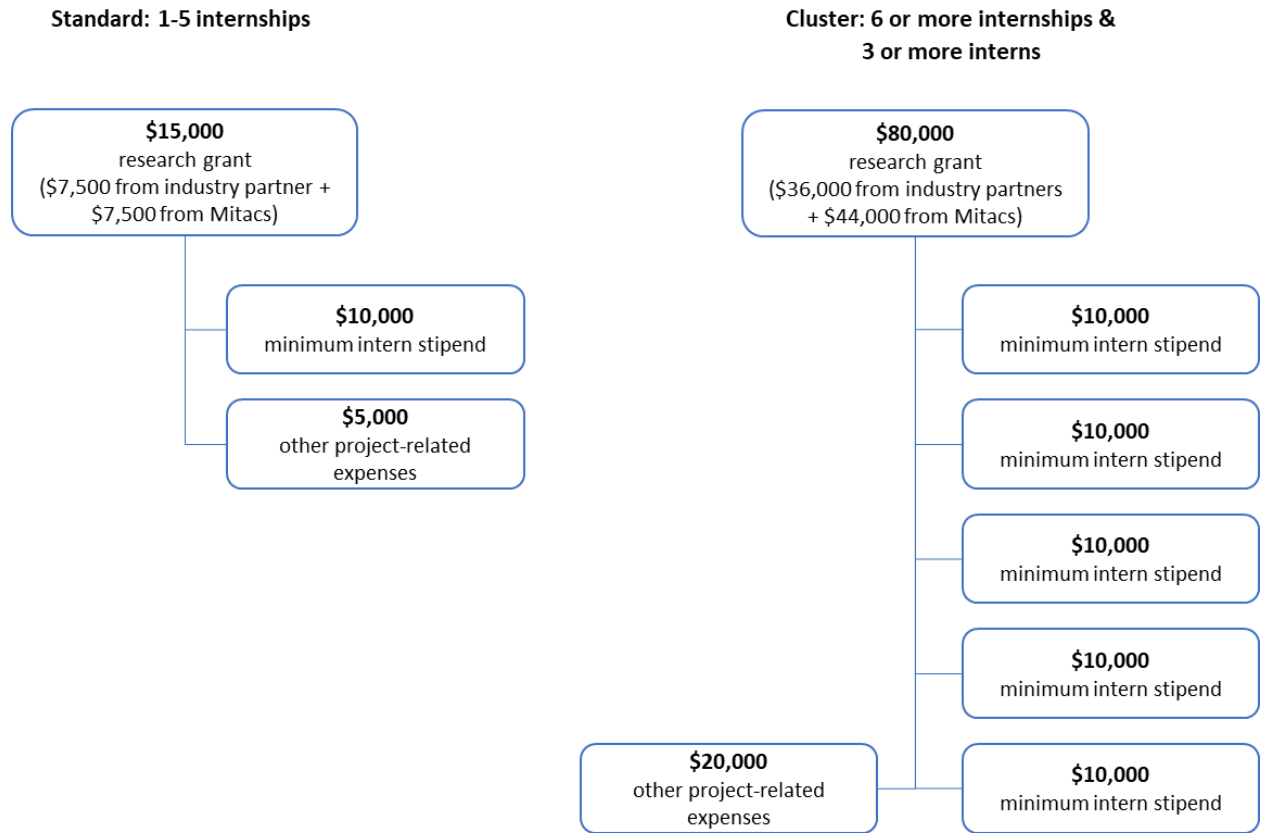 Standard: 1-5 internships
$15,000
research grant
($7,500 from industry partner +
$7,500 from Mitacs)
$10,000
minimum intern stipend
$5,000
other project-related
expenses
Cluster: 6 or more internships &
3 or more interns
$80,000
research grant
($36,000 from industry partners
+ $44,000 from Mitacs)
$10,000
minimum intern stipend
$10,000
minimum intern stipend
$10,000
minimum intern stipend
$10,000
minimum intern stipend
$10,000
minimum intern stipend
$20,000
other project-related
expenses